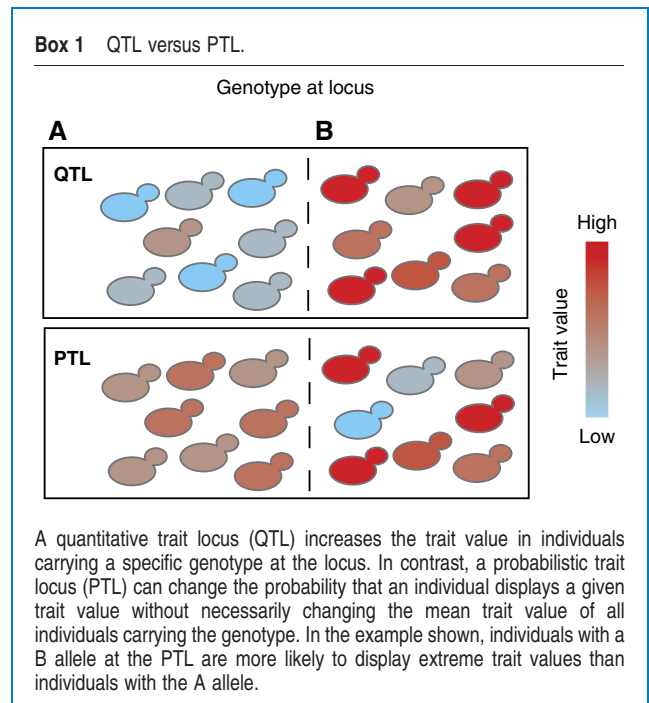 Box 1 QTL versus PTL.
Genotype at locus
A B
QTL
High
Trait value
PTL
Low
A quantitative trait locus (QTL) increases the trait value in individuals
carrying a specific genotype at the locus. In contrast, a probabilistic trait
locus (PTL) can change the probability that an individual displays a given
trait value without necessarily changing the mean trait value of all
individuals carrying the genotype. In the example shown, individuals with a
B allele at the PTL are more likely to display extreme trait values than
individuals with the A allele.